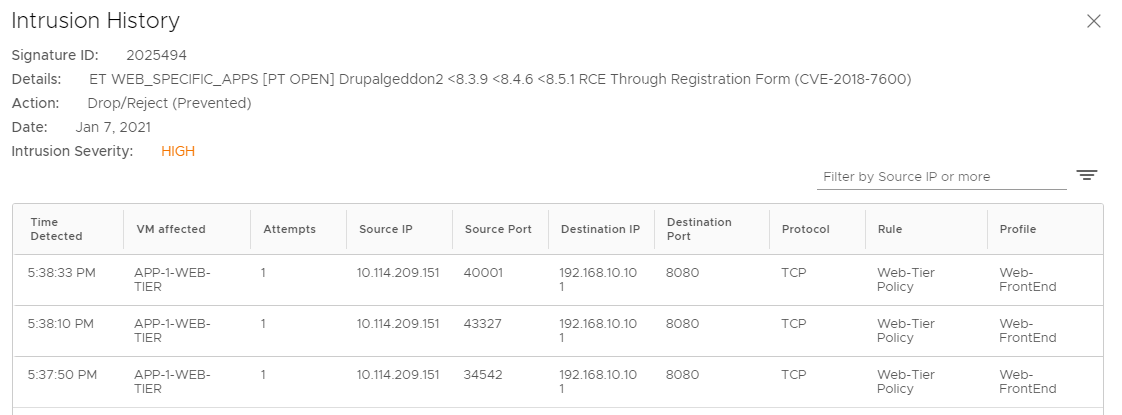 Intrusion History
Signature ID: 2025494
Details: ET WEB_SPECIFIC_APPS [PT OPEN] Drupalgeddon2 <8.3.9 <8.4.6 <8.5.1 RCE Through Registration Form (CVE-2018-7600)
Action: Drop/Reject (Prevented)
Date: Jan 7, 2021
Intrusion Severity: HIGH
Filter by Source IP or more
Time Detected VM affected Attempts Source IP Source Port Destination IP Destination Port Protocol Rule Profile
5:38:33 PM APP-1-WEB-TIER 1 10.114.209.151 40001 192.168.10.101 8080 TCP Web-Tier Policy Web-FrontEnd
5:38:10 PM APP-1-WEB-TIER 1 10.114.209.151 43327 192.168.10.101 8080 TCP Web-Tier Policy Web-FrontEnd
5:37:50 PM APP-1-WEB-TIER 1 10.114.209.151 34542 192.168.10.101 8080 TCP Web-Tier Policy Web-FrontEnd